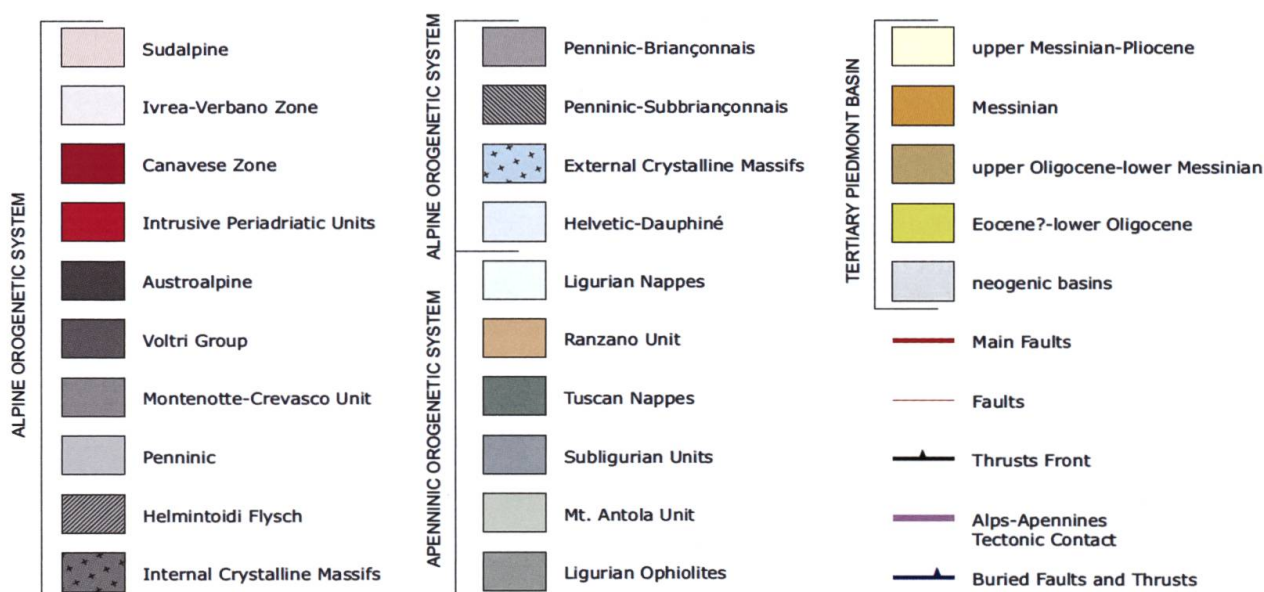 ALPINE OROGENETIC SYSTEM
Sudalpine
Ivrea-Verbano Zone
Canavese Zone
Intrusive Periadriatic Units
Austroalpine
Voltri Group
Montenotte-Crevasco Unit
Penninic
Helmintoidi Flysch
Internal Crystalline Massifs
ALPINE OROGENETIC SYSTEM
Penninic-Briançonnais
Penninic-Subbriançonnais
External Crystalline Massifs
Helvetic-Dauphiné
APENNINIC OROGENETIC SYSTEM
Ligurian Nappes
Ranzano Unit
Tuscan Nappes
Subligurian Units
Mt. Antola Unit
Ligurian Ophiolites
TERTIARY PIEDMONT BASIN
upper Messinian-Pliocene
Messinian
upper Oligocene-lower Messinian
Eocene?-lower Oligocene
neogenic basins
Main Faults
Faults
Thrusts Front
Alps-Apennines
Tectonic Contact
Buried Faults and Thrusts